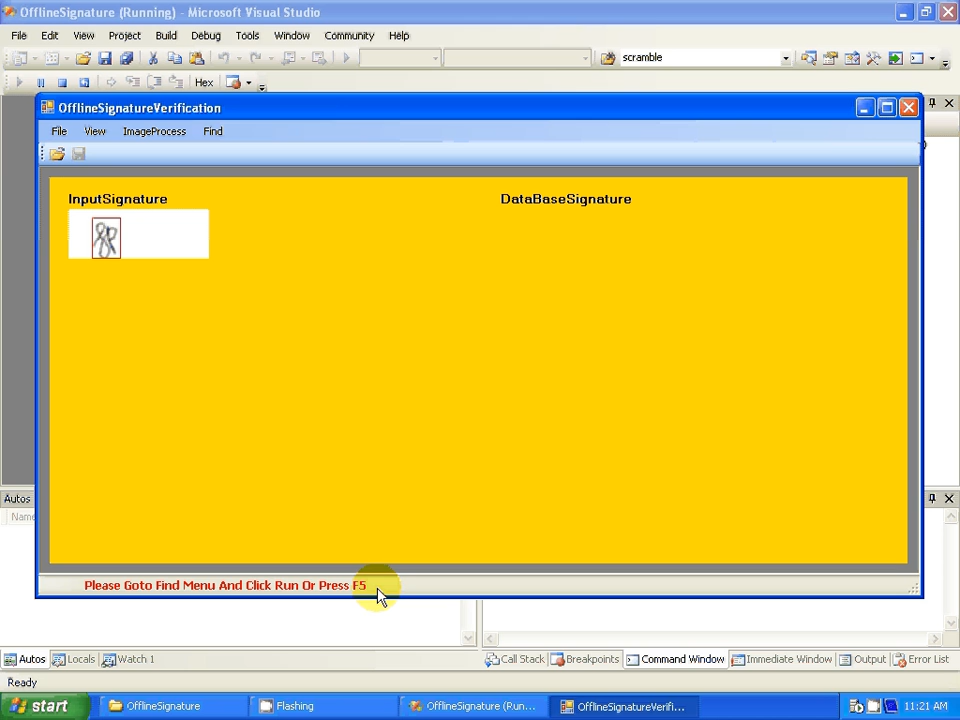 OfflineSignature (Running) - Microsoft Visual Studio
File Edit View Project Build Debug Tools Window Community Help
scramble
Hex
OfflineSignatureVerification
File View ImageProcess Find
InputSignature DataBaseSignature
Please Goto Find Menu And Click Run Or Press F5
Autos
Autos Locals Watch 1 Call Stack Breakpoints Command Window Immediate Window Output Error List
Ready
start OfflineSignature Flashing OfflineSignature (Run... OfflineSignatureVerifi... 11:21 AM